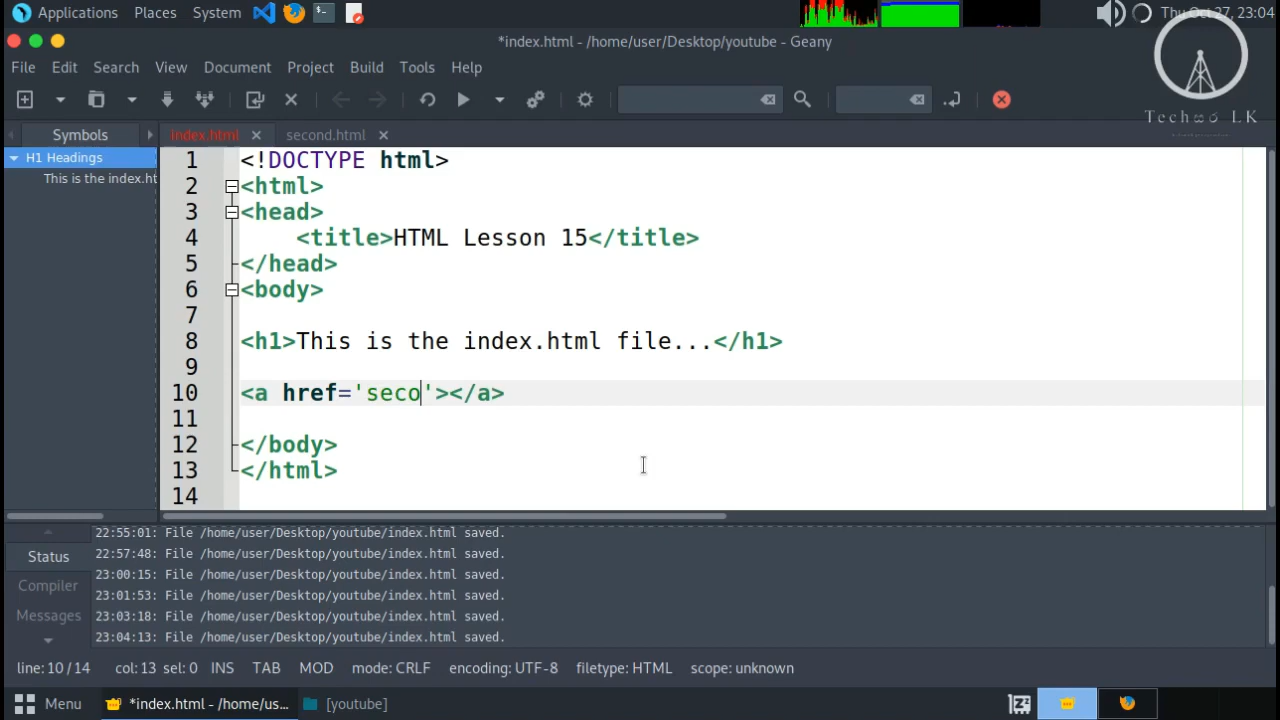 Applications Places System Thu Oct 27, 23:04
*index.html - /home/user/Desktop/youtube - Geany
File Edit Search View Document Project Build Tools Help
Techno LK
Symbols index.html second.html
H1 Headings
This is the index.ht
1 <!DOCTYPE html>
2 <html>
3 <head>
4 <title>HTML Lesson 15</title>
5 </head>
6 <body>
7
8 <h1>This is the index.html file...</h1>
9
10 <a href='seco'></a>
11
12 </body>
13 </html>
14
22:55:01: File /home/user/Desktop/youtube/index.html saved.
Status 22:57:48: File /home/user/Desktop/youtube/index.html saved.
23:00:15: File /home/user/Desktop/youtube/index.html saved.
Compiler 23:01:53: File /home/user/Desktop/youtube/index.html saved.
Messages 23:03:18: File /home/user/Desktop/youtube/index.html saved.
23:04:13: File /home/user/Desktop/youtube/index.html saved.
line: 10 / 14 col: 13 sel: 0 INS TAB MOD mode: CRLF encoding: UTF-8 filetype: HTML scope: unknown
Menu *index.html - /home/us... [youtube]